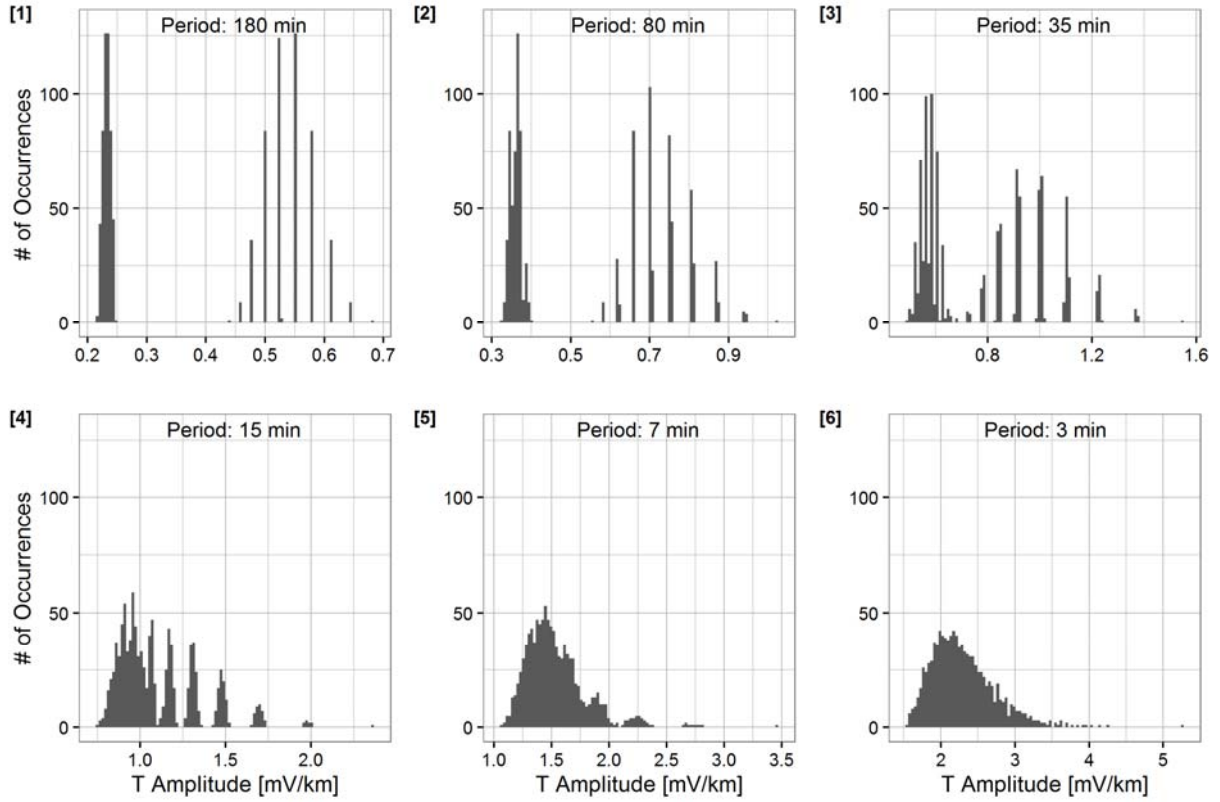 [1]
Period: 180 min
[2]
Period: 80 min
[3]
Period: 35 min
# of Occurrences
100
50
0
0.2 0.3 0.4 0.5 0.6 0.7
100
50
0
0.3 0.5 0.7 0.9
100
50
0
0.8 1.2 1.6
[4]
Period: 15 min
[5]
Period: 7 min
[6]
Period: 3 min
# of Occurrences
100
50
0
1.0 1.5 2.0
T Amplitude [mV/km]
100
50
0
1.0 1.5 2.0 2.5 3.0 3.5
T Amplitude [mV/km]
100
50
0
2 3 4 5
T Amplitude [mV/km]